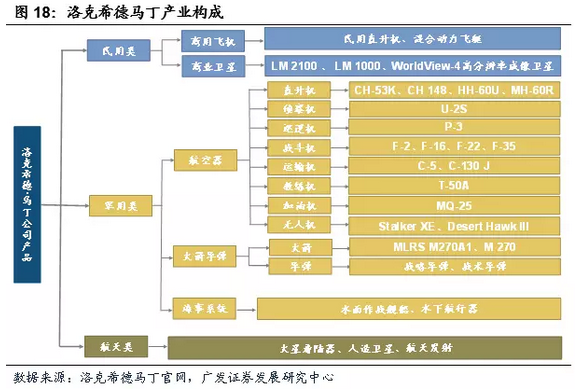 图 18：洛克希德马丁产业构成
洛克希德·马丁公司产品
民用类
商用飞机
民用直升机、混合动力飞艇
商业卫星
LM 2100 、 LM 1000、WorldView-4高分辨率成像卫星
军用类
航空器
直升机
CH-53K、CH 148、HH-60U、MH-60R
侦察机
U-2S
巡逻机
P-3
战斗机
F-2、F-16、F-22、F-35
运输机
C-5、C-130 J
教练机
T-50A
加油机
MQ-25
无人机
Stalker XE、Desert Hawk III
火箭导弹
火箭
MLRS M270A1、M 270
导弹
战略导弹、战术导弹
海事系统
水面作战舰艇、水下航行器
航天类
火星着陆器、人造卫星、航天发射
数据来源：洛克希德马丁官网，广发证券发展研究中心